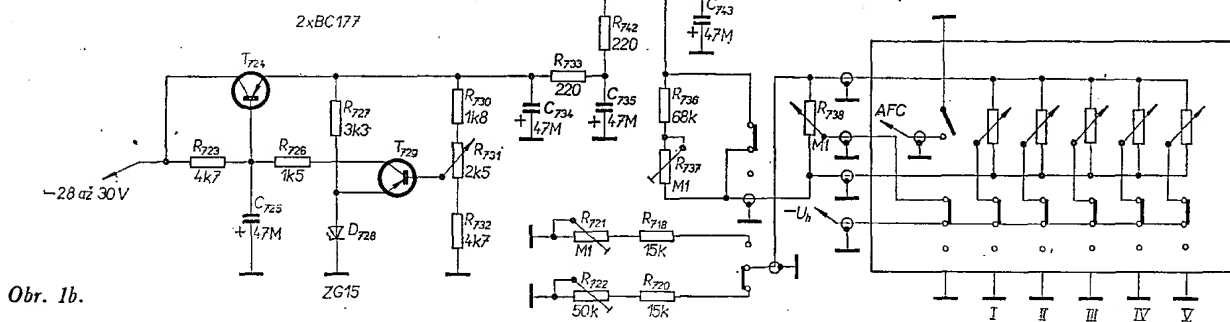 2xBC177
C743
+ 47M
R742
220
T724
R733
220
R727
3k3
R730
1k8
C734
+ 47M
C735
+ 47M
R736
68k
R738
M1
AFC
R723
4k7
R726
1k5
T729
R731
2k5
R737
M1
-28 až 30V
C725
+ 47M
D728
R732
4k7
-Uh
R721
M1
R718
15k
R722
50k
R720
15k
ZG15
Obr. 1b.
I
II
III
IV
V